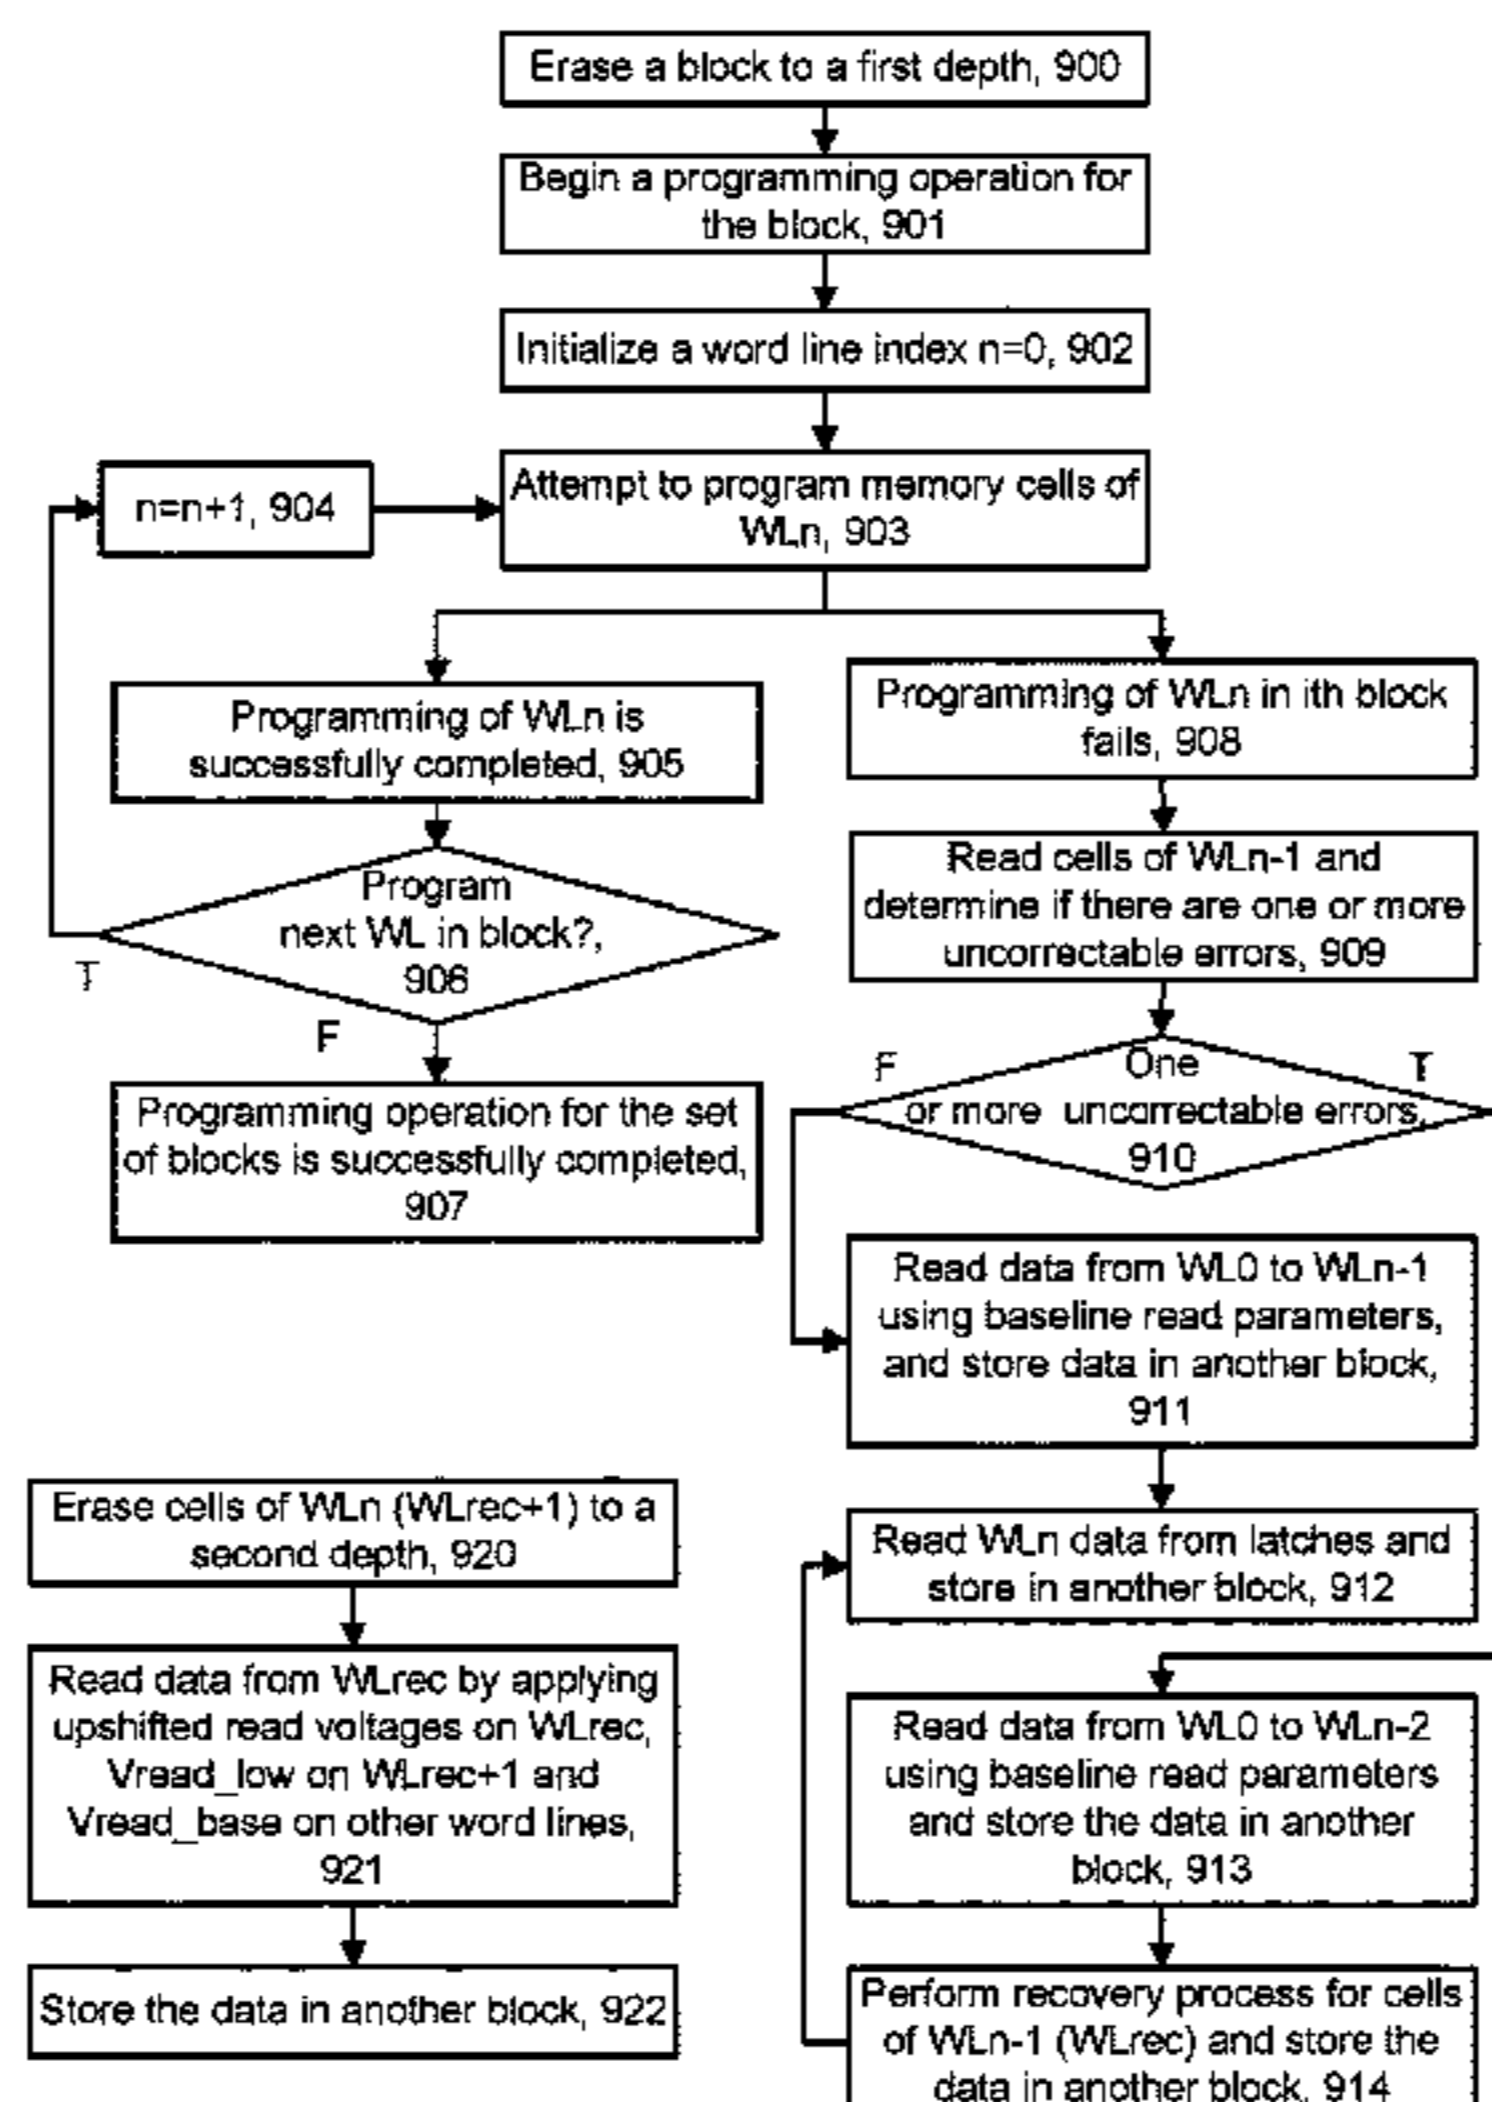 Erase a block to a first depth, 900
Begin a programming operation for
the block, 901
Initialize a word line index n=0, 902
n=n+1, 904
Attempt to program memory cells of
WLn, 903
Programming of WLn is
successfully completed, 905
Program
next WL in block?,
906
T
F
Programming operation for the set
of blocks is successfully completed,
907
Programming of WLn in ith block
fails, 908
Read cells of WLn-1 and
determine if there are one or more
uncorrectable errors, 909
F
T
One
or more uncorrectable errors,
910
Read data from WL0 to WLn-1
using baseline read parameters,
and store data in another block,
911
Read WLn data from latches and
store in another block, 912
Read data from WL0 to WLn-2
using baseline read parameters
and store the data in another
block, 913
Perform recovery process for cells
of WLn-1 (WLrec) and store the
data in another block, 914
Erase cells of WLn (WLrec+1) to a
second depth, 920
Read data from WLrec by applying
upshifted read voltages on WLrec,
Vread_low on WLrec+1 and
Vread_base on other word lines,
921
Store the data in another block, 922